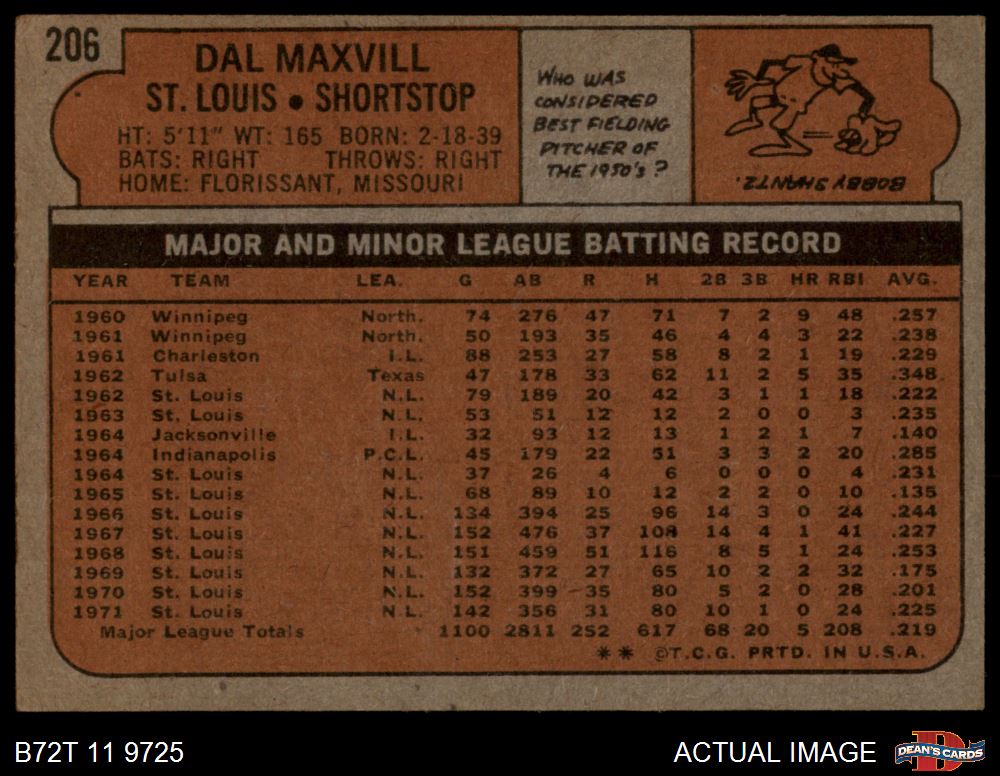 206
DAL MAXVILL
ST. LOUIS • SHORTSTOP
HT: 5'11" WT: 165 BORN: 2-18-39
BATS: RIGHT THROWS: RIGHT
HOME: FLORISSANT, MISSOURI
WHO WAS
CONSIDERED
BEST FIELDING
PITCHER OF
THE 1950'S?
BOBBY SHANTZ.
MAJOR AND MINOR LEAGUE BATTING RECORD
YEAR TEAM LEA. G AB R H 2B 3B HR RBI AVG.
1960 Winnipeg North. 74 276 47 71 7 2 9 48 .257
1961 Winnipeg North. 50 193 35 46 4 4 3 22 .238
1961 Charleston I.L. 88 253 27 58 8 2 1 19 .229
1962 Tulsa Texas 47 178 33 62 11 2 5 35 .348
1962 St. Louis N.L. 79 189 20 42 3 1 1 18 .222
1963 St. Louis N.L. 53 51 12 12 2 0 0 3 .235
1964 Jacksonville I.L. 32 93 12 13 1 2 1 7 .140
1964 Indianapolis P.C.L. 45 179 22 51 3 3 2 20 .285
1964 St. Louis N.L. 37 26 4 6 0 0 0 4 .231
1965 St. Louis N.L. 68 89 10 12 2 2 0 10 .135
1966 St. Louis N.L. 134 394 25 96 14 3 0 24 .244
1967 St. Louis N.L. 152 476 37 108 14 4 1 41 .227
1968 St. Louis N.L. 151 459 51 116 8 5 1 24 .253
1969 St. Louis N.L. 132 372 27 65 10 2 2 32 .175
1970 St. Louis N.L. 152 399 35 80 5 2 0 28 .201
1971 St. Louis N.L. 142 356 31 80 10 1 0 24 .225
Major League Totals 1100 2811 252 617 68 20 5 208 .219
** ©T.C.G. PRTD. IN U.S.A.
B72T 11 9725
ACTUAL IMAGE
D
DEAN'S CARDS